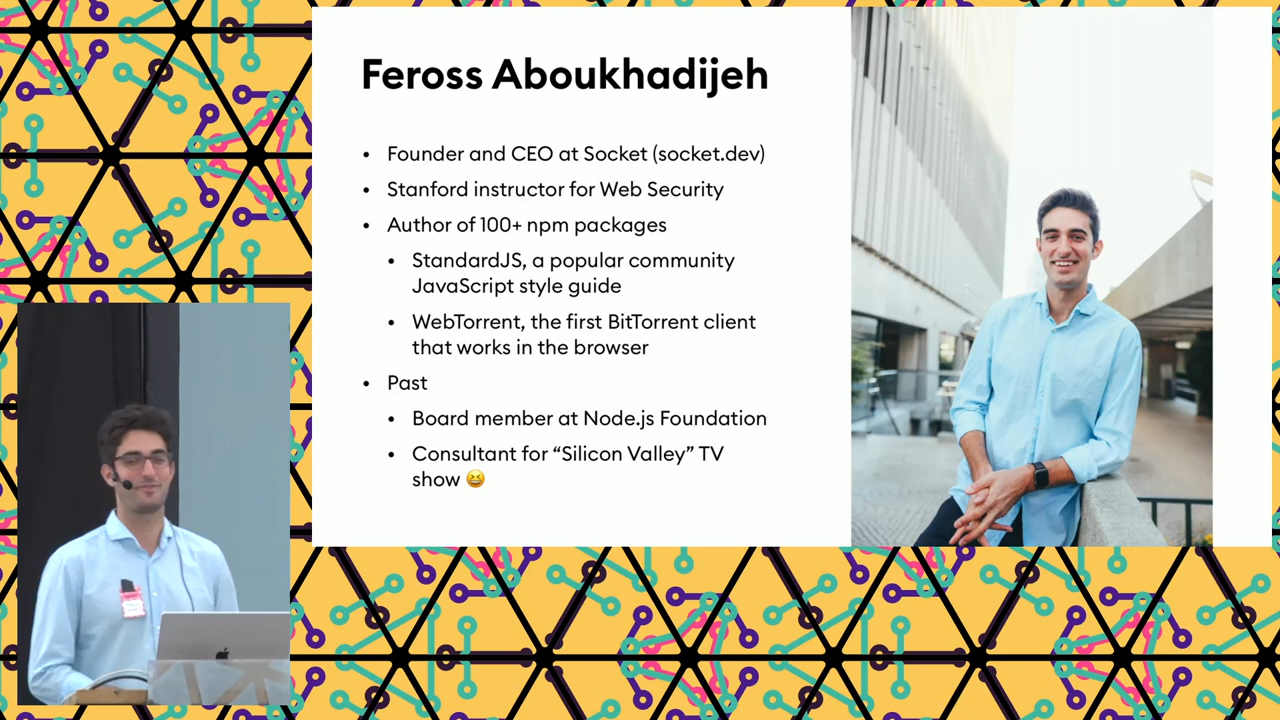 Feross Aboukhadijeh
• Founder and CEO at Socket (socket.dev)
• Stanford instructor for Web Security
• Author of 100+ npm packages
• StandardJS, a popular community
JavaScript style guide
• WebTorrent, the first BitTorrent client
that works in the browser
• Past
• Board member at Node.js Foundation
• Consultant for “Silicon Valley” TV
show 😆